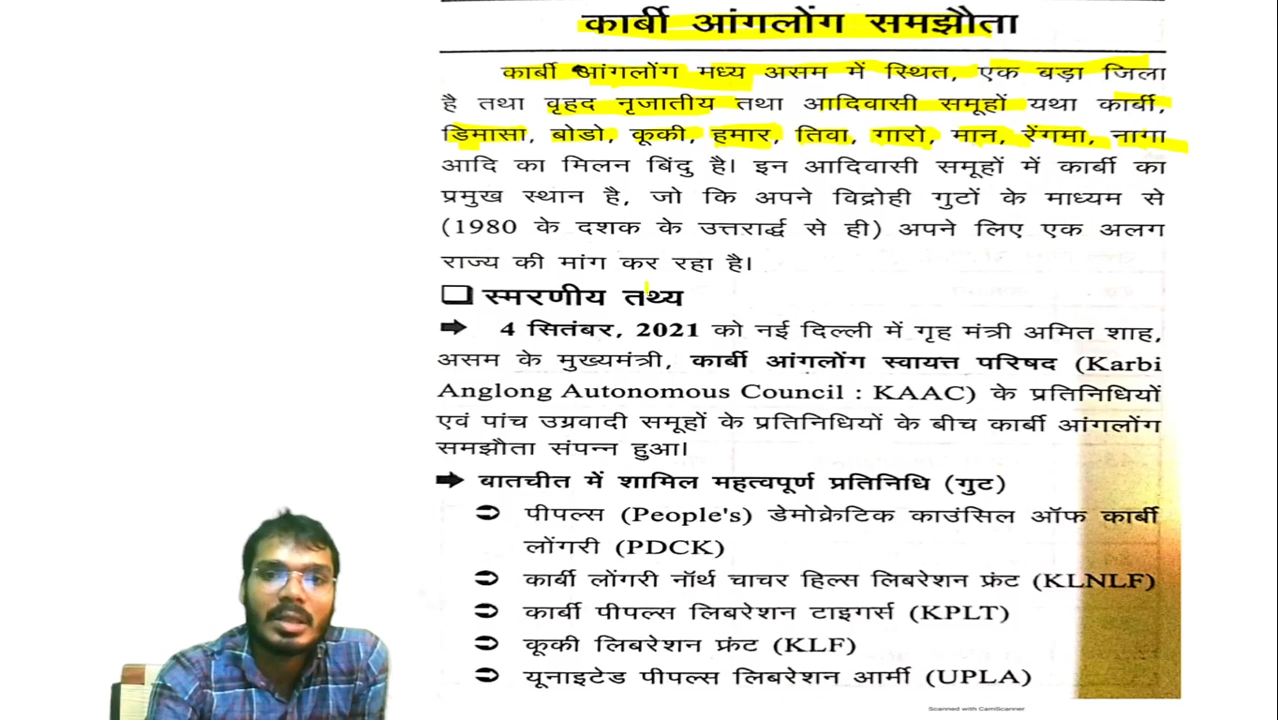 कार्बी आंगलोंग समझौता
कार्बी आंगलोंग मध्य असम में स्थित, एक बड़ा जिला
है तथा वृहद नृजातीय तथा आदिवासी समूहों यथा कार्बी,
डिमासा, बोडो, कूकी, हमार, तिवा, गारो, मान, रेंगमा, नागा
आदि का मिलन बिंदु है। इन आदिवासी समूहों में कार्बी का
प्रमुख स्थान है, जो कि अपने विद्रोही गुटों के माध्यम से
(1980 के दशक के उत्तरार्द्ध से ही) अपने लिए एक अलग
राज्य की मांग कर रहा है।
❑ स्मरणीय तथ्य
➡ 4 सितंबर, 2021 को नई दिल्ली में गृह मंत्री अमित शाह,
असम के मुख्यमंत्री, कार्बी आंगलोंग स्वायत्त परिषद (Karbi
Anglong Autonomous Council : KAAC) के प्रतिनिधियों
एवं पांच उग्रवादी समूहों के प्रतिनिधियों के बीच कार्बी आंगलोंग
समझौता संपन्न हुआ।
➡ बातचीत में शामिल महत्वपूर्ण प्रतिनिधि (गुट)
➲ पीपल्स (People's) डेमोक्रेटिक काउंसिल ऑफ कार्बी
लोंगरी (PDCK)
➲ कार्बी लोंगरी नॉर्थ चाचर हिल्स लिबरेशन फ्रंट (KLNLF)
➲ कार्बी पीपल्स लिबरेशन टाइगर्स (KPLT)
➲ कूकी लिबरेशन फ्रंट (KLF)
➲ यूनाइटेड पीपल्स लिबरेशन आर्मी (UPLA)
Scanned with CamScanner